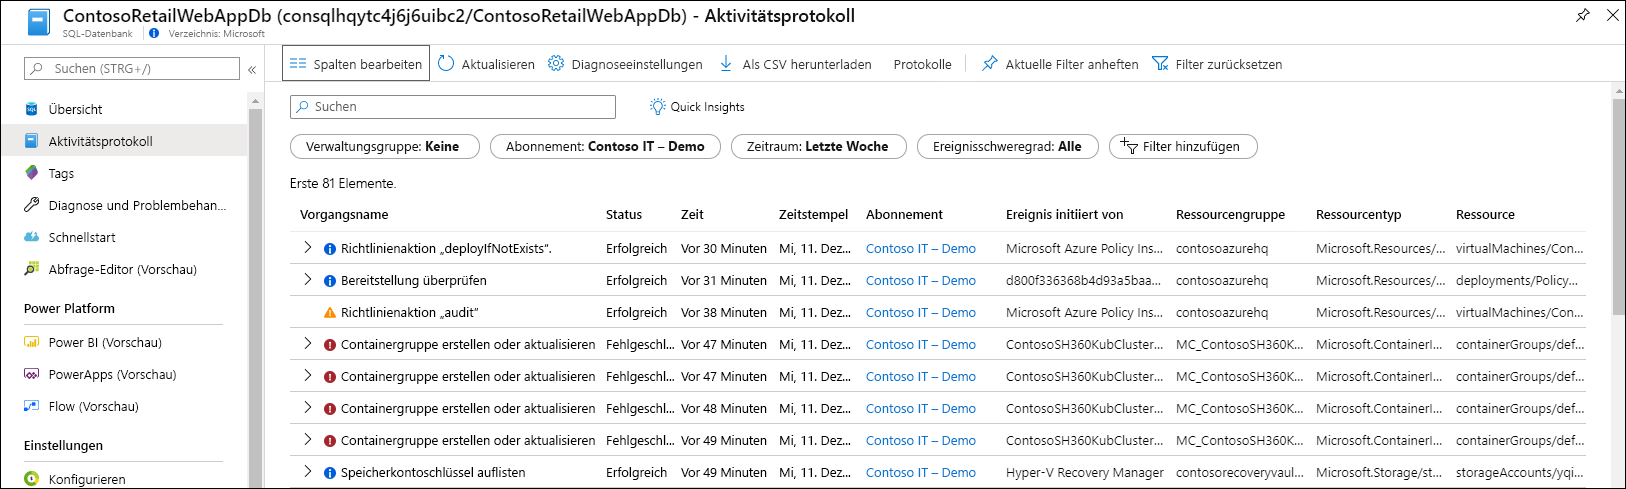 ContosoRetailWebAppDb (consqlhqytc4j6j6uibc2/ContosoRetailWebAppDb) - Aktivitätsprotokoll
SQL-Datenbank Verzeichnis: Microsoft
Suchen (STRG+/)
Übersicht
Aktivitätsprotokoll
Tags
Diagnose und Problembehan...
Schnellstart
Abfrage-Editor (Vorschau)
Power Platform
Power BI (Vorschau)
PowerApps (Vorschau)
Flow (Vorschau)
Einstellungen
Konfigurieren
Spalten bearbeiten Aktualisieren Diagnoseeinstellungen Als CSV herunterladen Protokolle Aktuelle Filter anheften Filter zurücksetzen
Suchen Quick Insights
Verwaltungsgruppe: Keine Abonnement: Contoso IT – Demo Zeitraum: Letzte Woche Ereignisschweregrad: Alle Filter hinzufügen
Erste 81 Elemente.
Vorgangsname Status Zeit Zeitstempel Abonnement Ereignis initiiert von Ressourcengruppe Ressourcentyp Ressource
Richtlinienaktion „deployIfNotExists“. Erfolgreich Vor 30 Minuten Mi, 11. Dez... Contoso IT – Demo Microsoft Azure Policy Ins... contosoazurehq Microsoft.Resources/... virtualMachines/Con...
Bereitstellung überprüfen Erfolgreich Vor 31 Minuten Mi, 11. Dez... Contoso IT – Demo d800f336368b4d93a5baa... contosoazurehq Microsoft.Resources/... deployments/Policy...
Richtlinienaktion „audit“ Erfolgreich Vor 38 Minuten Mi, 11. Dez... Contoso IT – Demo Microsoft Azure Policy Ins... contosoazurehq Microsoft.Resources/... virtualMachines/Con...
Containergruppe erstellen oder aktualisieren Fehlgeschl... Vor 47 Minuten Mi, 11. Dez... Contoso IT – Demo ContosoSH360KubCluster... MC_ContosoSH360K... Microsoft.ContainerI... containerGroups/def...
Containergruppe erstellen oder aktualisieren Fehlgeschl... Vor 47 Minuten Mi, 11. Dez... Contoso IT – Demo ContosoSH360KubCluster... MC_ContosoSH360K... Microsoft.ContainerI... containerGroups/def...
Containergruppe erstellen oder aktualisieren Fehlgeschl... Vor 48 Minuten Mi, 11. Dez... Contoso IT – Demo ContosoSH360KubCluster... MC_ContosoSH360K... Microsoft.ContainerI... containerGroups/def...
Containergruppe erstellen oder aktualisieren Fehlgeschl... Vor 49 Minuten Mi, 11. Dez... Contoso IT – Demo ContosoSH360KubCluster... MC_ContosoSH360K... Microsoft.ContainerI... containerGroups/def...
Speicherkontoschlüssel auflisten Erfolgreich Vor 49 Minuten Mi, 11. Dez... Contoso IT – Demo Hyper-V Recovery Manager contosorecoveryvaul... Microsoft.Storage/st... storageAccounts/yqi...